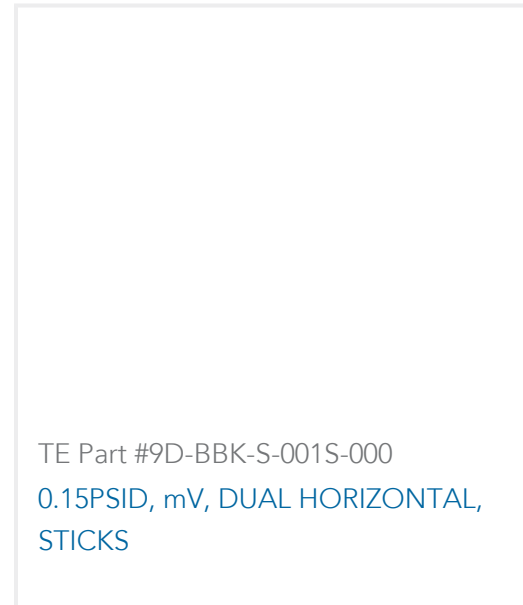 TE Part #9D-BBK-S-001S-000
0.15PSID, mV, DUAL HORIZONTAL,
STICKS